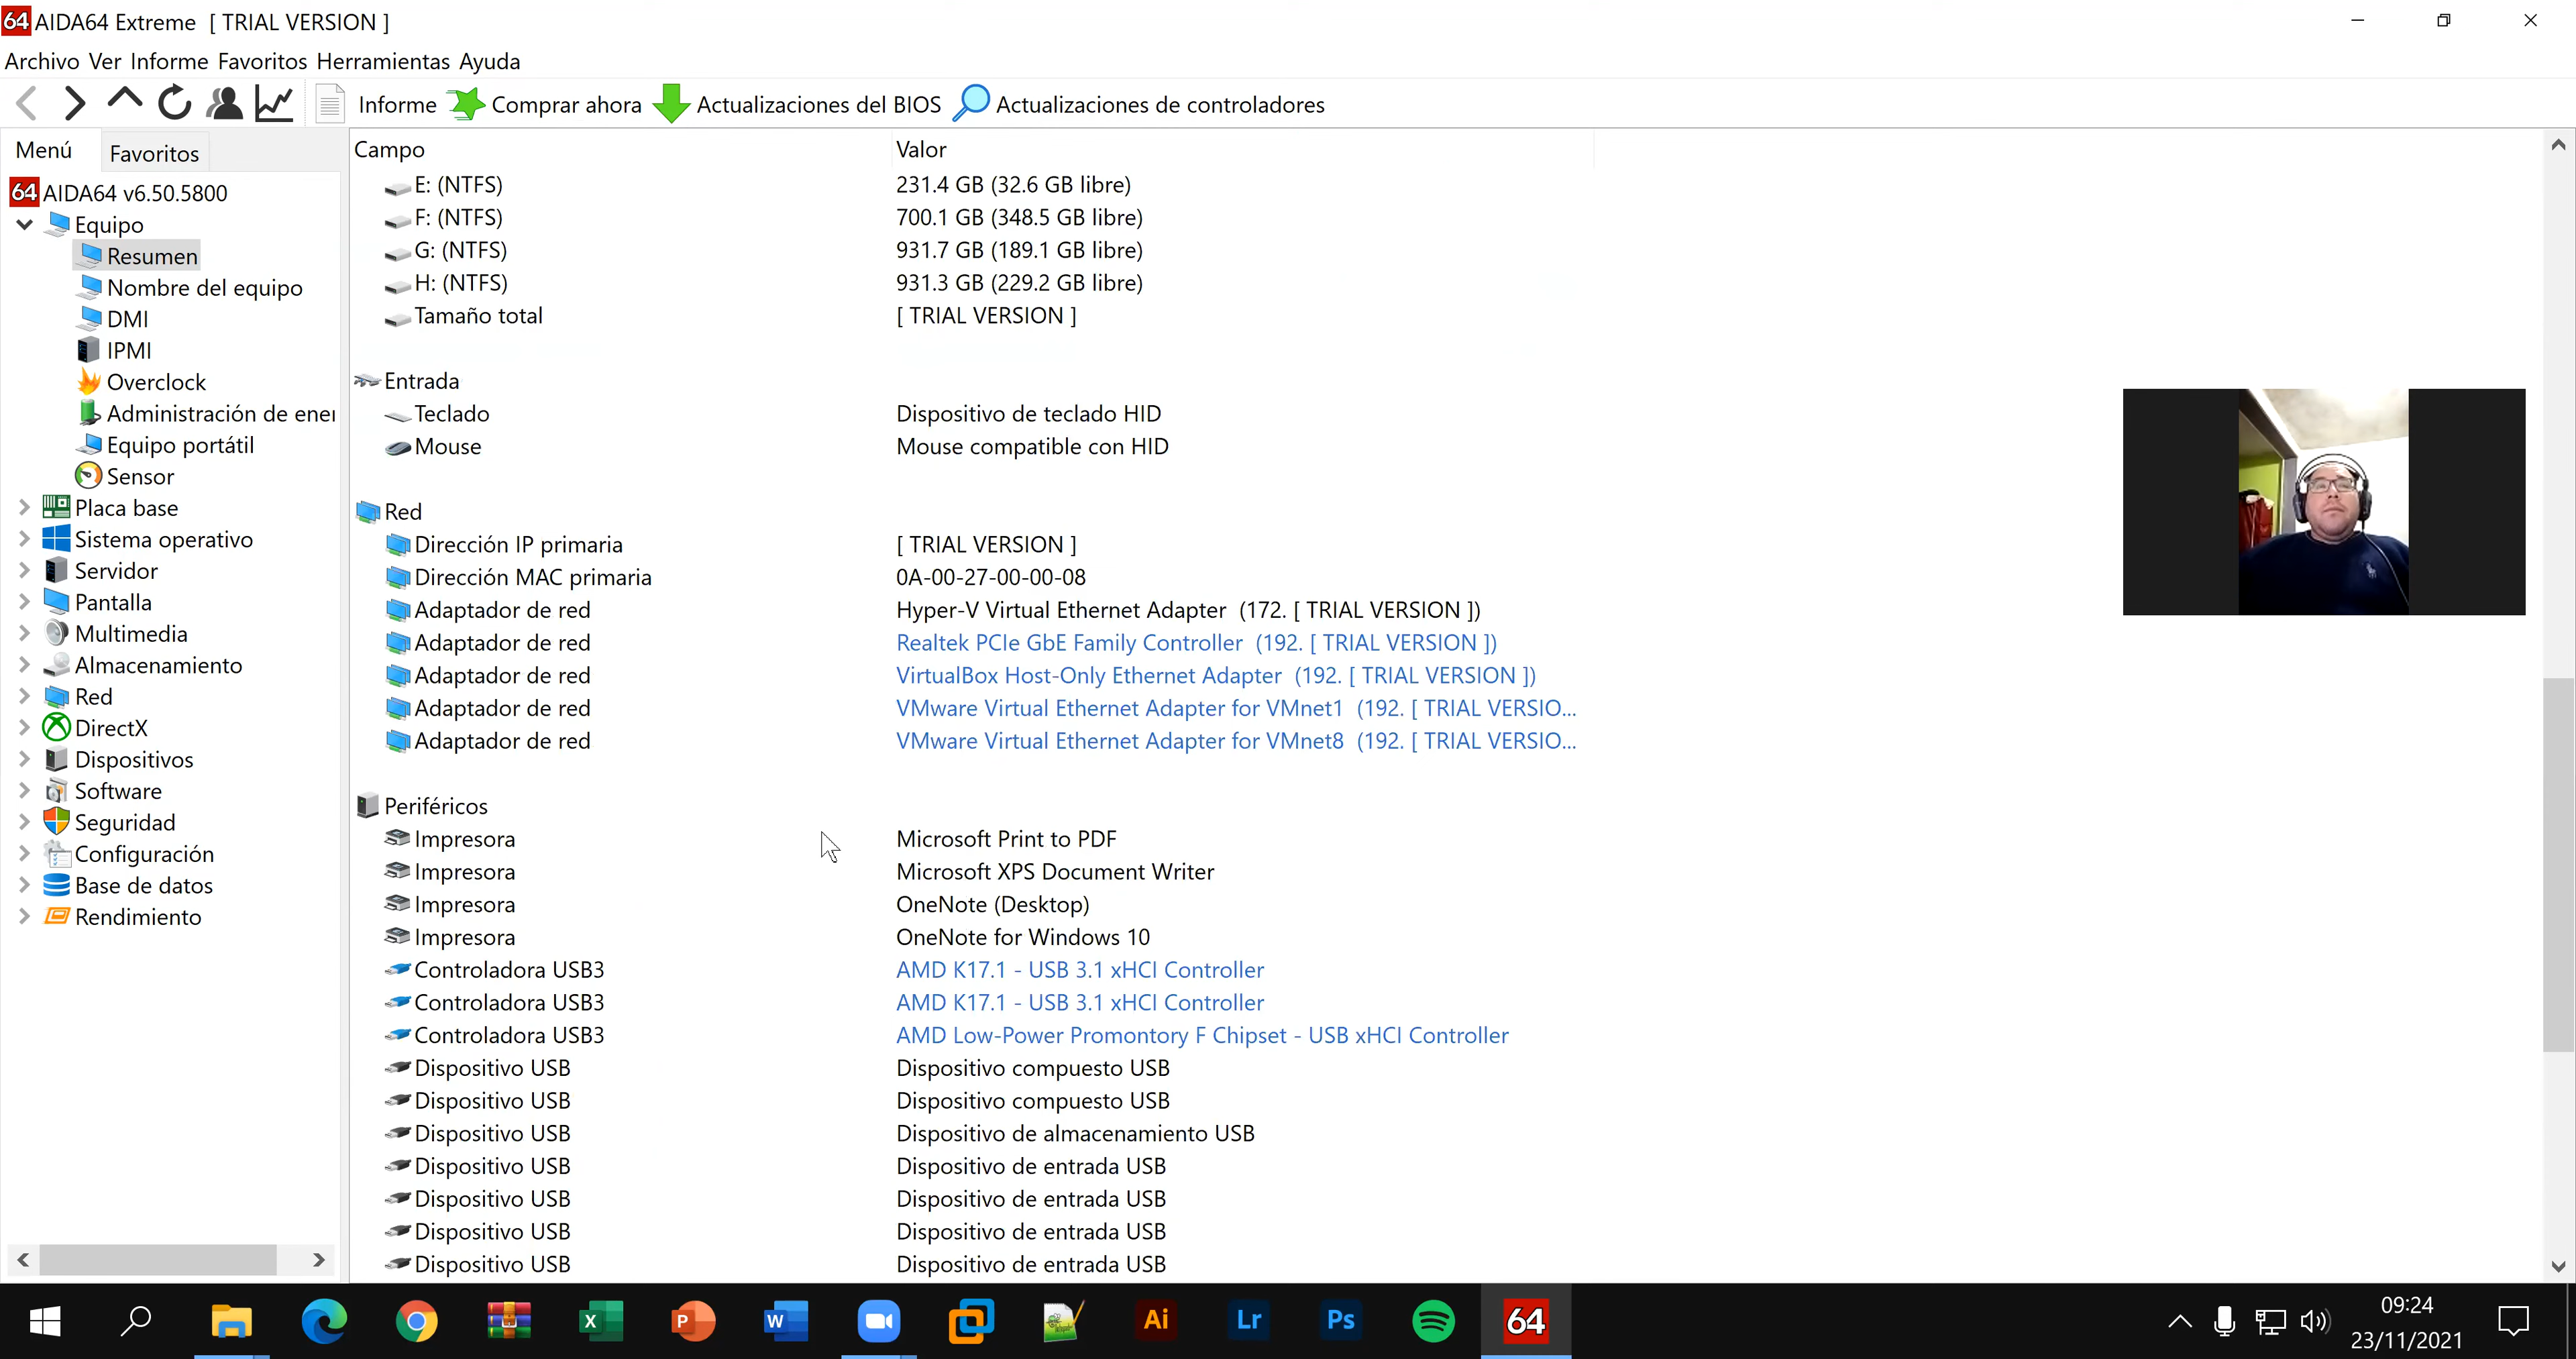 64 AIDA64 Extreme [ TRIAL VERSION ]
Archivo Ver Informe Favoritos Herramientas Ayuda
Informe Comprar ahora Actualizaciones del BIOS Actualizaciones de controladores
Menú Favoritos
64 AIDA64 v6.50.5800
Equipo
Resumen
Nombre del equipo
DMI
IPMI
Overclock
Administración de ener
Equipo portátil
Sensor
Placa base
Sistema operativo
Servidor
Pantalla
Multimedia
Almacenamiento
Red
DirectX
Dispositivos
Software
Seguridad
Configuración
Base de datos
Rendimiento
Campo Valor
E: (NTFS) 231.4 GB (32.6 GB libre)
F: (NTFS) 700.1 GB (348.5 GB libre)
G: (NTFS) 931.7 GB (189.1 GB libre)
H: (NTFS) 931.3 GB (229.2 GB libre)
Tamaño total [ TRIAL VERSION ]
Entrada
Teclado Dispositivo de teclado HID
Mouse Mouse compatible con HID
Red
Dirección IP primaria [ TRIAL VERSION ]
Dirección MAC primaria 0A-00-27-00-00-08
Adaptador de red Hyper-V Virtual Ethernet Adapter (172. [ TRIAL VERSION ])
Adaptador de red Realtek PCIe GbE Family Controller (192. [ TRIAL VERSION ])
Adaptador de red VirtualBox Host-Only Ethernet Adapter (192. [ TRIAL VERSION ])
Adaptador de red VMware Virtual Ethernet Adapter for VMnet1 (192. [ TRIAL VERSIO...
Adaptador de red VMware Virtual Ethernet Adapter for VMnet8 (192. [ TRIAL VERSIO...
Periféricos
Impresora Microsoft Print to PDF
Impresora Microsoft XPS Document Writer
Impresora OneNote (Desktop)
Impresora OneNote for Windows 10
Controladora USB3 AMD K17.1 - USB 3.1 xHCI Controller
Controladora USB3 AMD K17.1 - USB 3.1 xHCI Controller
Controladora USB3 AMD Low-Power Promontory F Chipset - USB xHCI Controller
Dispositivo USB Dispositivo compuesto USB
Dispositivo USB Dispositivo compuesto USB
Dispositivo USB Dispositivo de almacenamiento USB
Dispositivo USB Dispositivo de entrada USB
Dispositivo USB Dispositivo de entrada USB
Dispositivo USB Dispositivo de entrada USB
Dispositivo USB Dispositivo de entrada USB
X P W Ai Lr Ps 64
09:24
23/11/2021